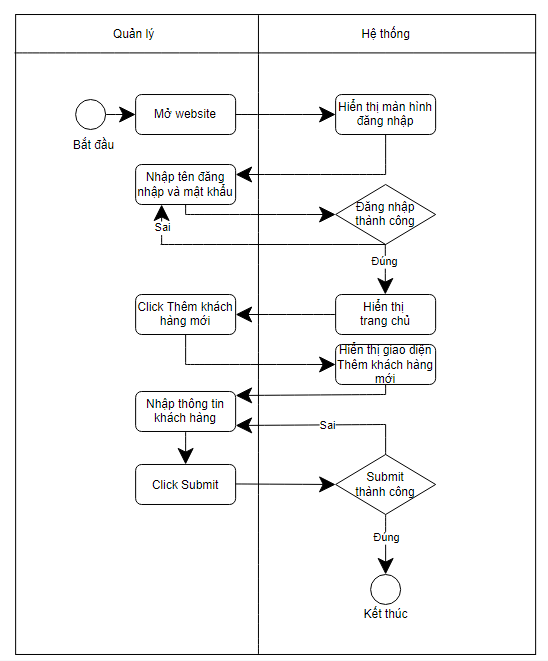 Quản lý
Hệ thống
Mở website
Hiển thị màn hình
đăng nhập
Bắt đầu
Nhập tên đăng
nhập và mật khẩu
Đăng nhập
thành công
Sai
Đúng
Click Thêm khách
hàng mới
Hiển thị
trang chủ
Hiển thị giao diện
Thêm khách hàng
mới
Nhập thông tin
khách hàng
Sai
Click Submit
Submit
thành công
Đúng
Kết thúc